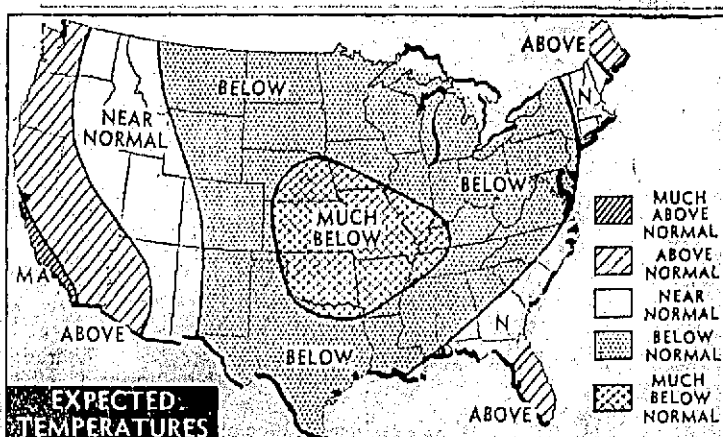 ABOVE
BELOW
N
NEAR
NORMAL
BELOW
MUCH
BELOW
MA
ABOVE
N
BELOW
ABOVE
MUCH
ABOVE
NORMAL
ABOVE
NORMAL
NEAR
NORMAL
BELOW
NORMAL
MUCH
BELOW
NORMAL
EXPECTED
TEMPERATURES